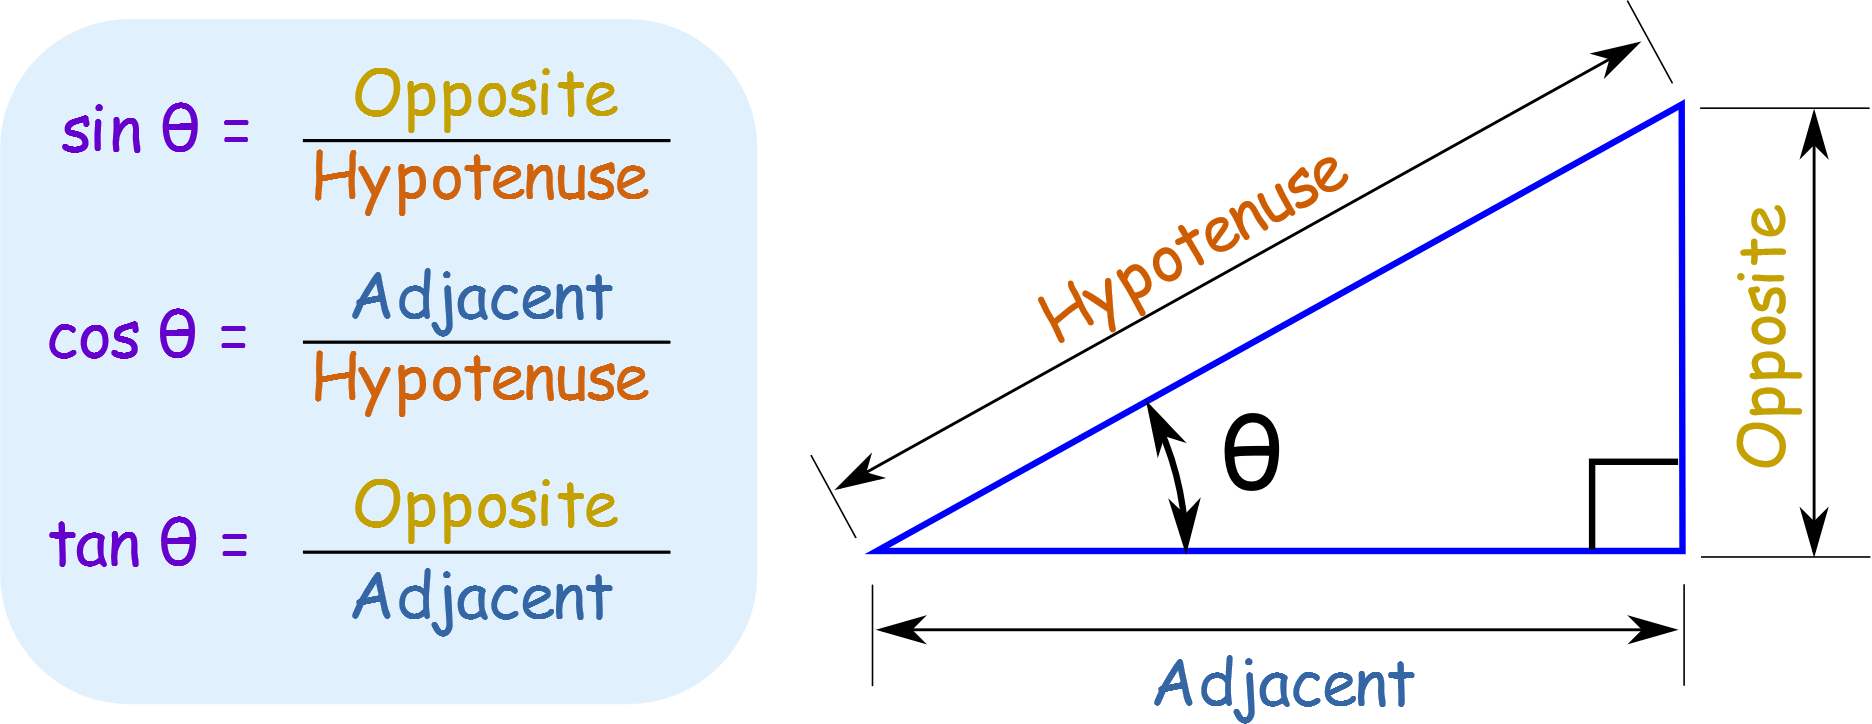 sin θ = Opposite
Hypotenuse
cos θ = Adjacent
Hypotenuse
tan θ = Opposite
Adjacent
Hypotenuse
θ
Opposite
Adjacent